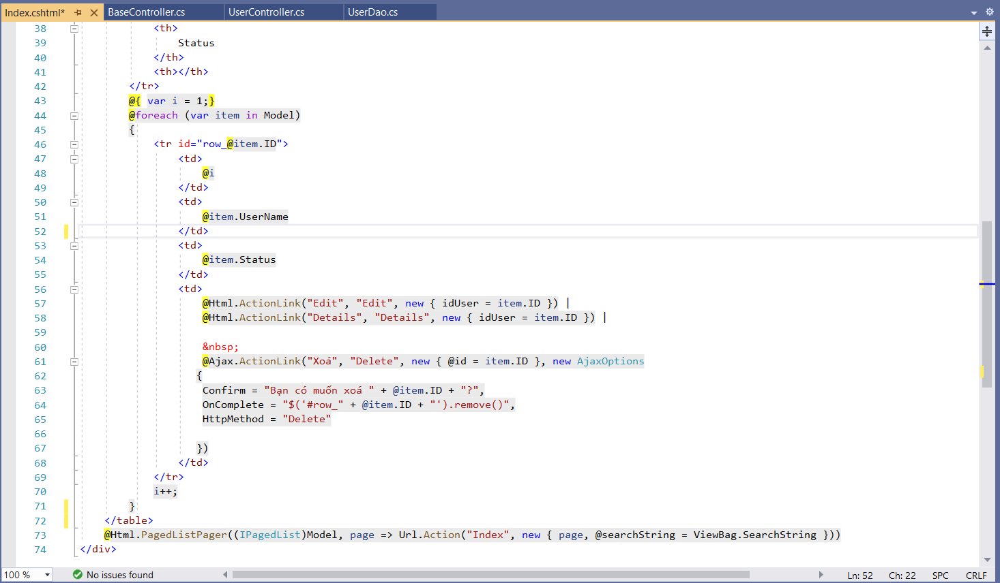 Index.cshtml* BaseController.cs UserController.cs UserDao.cs
38 <th>
39 Status
40 </th>
41 <th></th>
42 </tr>
43 @{ var i = 1;}
44 @foreach (var item in Model)
45 {
46 <tr id="row_@item.ID">
47 <td>
48 @i
49 </td>
50 <td>
51 @item.UserName
52 </td>
53 <td>
54 @item.Status
55 </td>
56 <td>
57 @Html.ActionLink("Edit", "Edit", new { idUser = item.ID }) |
58 @Html.ActionLink("Details", "Details", new { idUser = item.ID }) |
59
60 &nbsp;
61 @Ajax.ActionLink("Xoá", "Delete", new { @id = item.ID }, new AjaxOptions
62 {
63 Confirm = "Bạn có muốn xoá " + @item.ID + "?",
64 OnComplete = "$('#row_" + @item.ID + "').remove()",
65 HttpMethod = "Delete"
66
67 })
68 </td>
69 </tr>
70 i++;
71 }
72 </table>
73 @Html.PagedListPager((IPagedList)Model, page => Url.Action("Index", new { page, @searchString = ViewBag.SearchString }))
74 </div>
100 % No issues found Ln: 52 Ch: 22 SPC CRLF